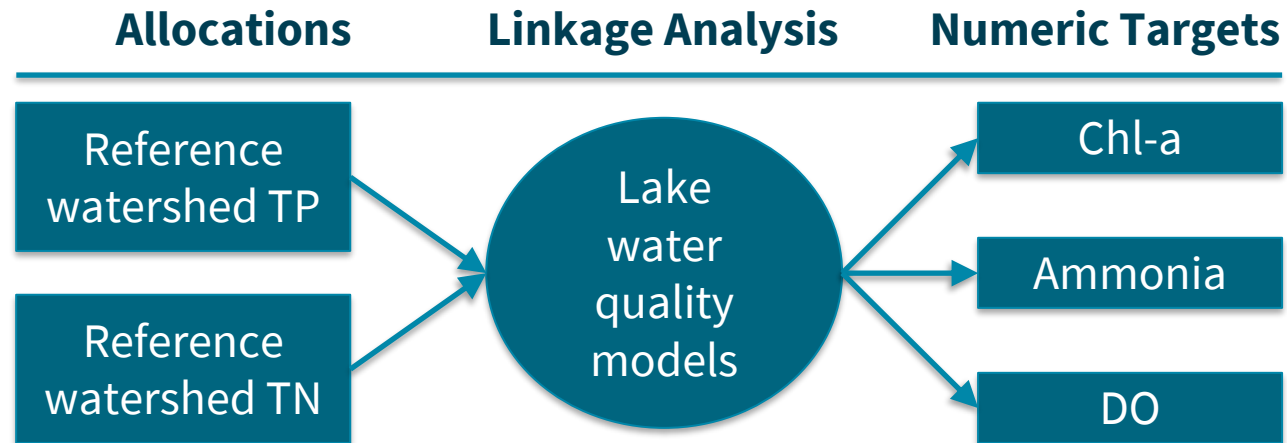 Allocations
Linkage Analysis
Numeric Targets
Reference
watershed TP
Reference
watershed TN
Lake
water
quality
models
Chl-a
Ammonia
DO